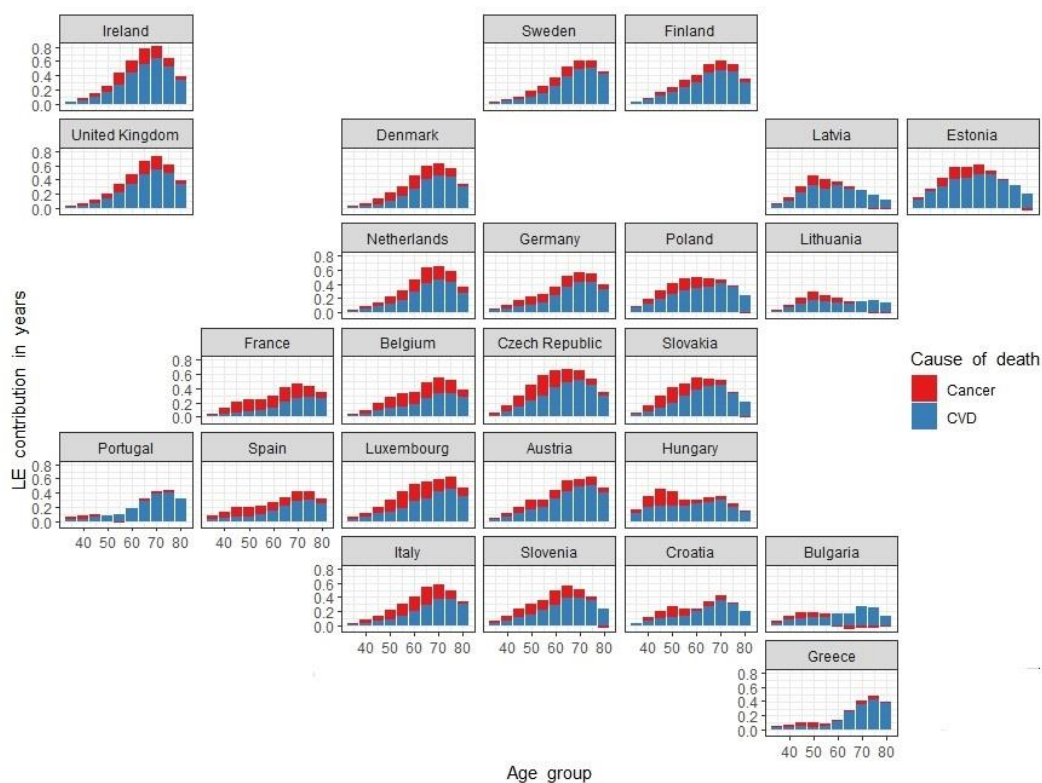 Ireland
Sweden
Finland
0.8
0.6
0.4
0.2
0.0
United Kingdom
Denmark
Latvia
Estonia
0.8
0.6
0.4
0.2
0.0
Netherlands
Germany
Poland
Lithuania
0.8
0.6
0.4
0.2
0.0
France
Belgium
Czech Republic
Slovakia
0.8
0.6
0.4
0.2
0.0
Portugal
Spain
Luxembourg
Austria
Hungary
0.8
0.6
0.4
0.2
0.0
40 50 60 70 80
40 50 60 70 80
Italy
Slovenia
Croatia
Bulgaria
0.8
0.6
0.4
0.2
0.0
40 50 60 70 80
40 50 60 70 80
40 50 60 70 80
Greece
0.8
0.6
0.4
0.2
0.0
40 50 60 70 80
LE contribution in years
Age group
Cause of death
Cancer
CVD